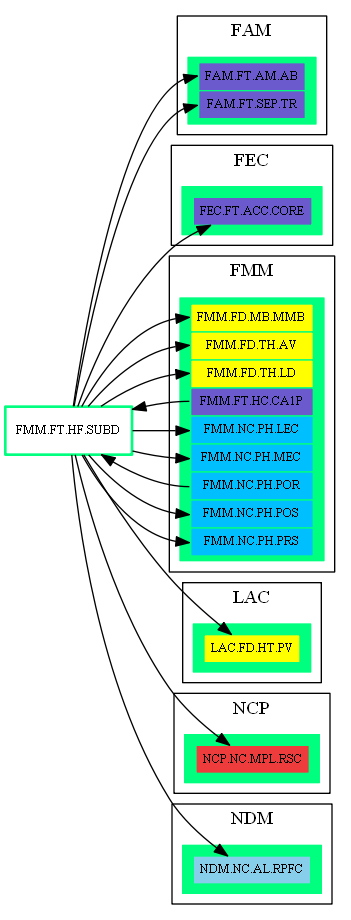 FAM
FAM.FT.AM.AB
FAM.FT.SEP.TR
FEC
FEC.FT.ACC.CORE
FMM
FMM.FD.MB.MMB
FMM.FD.TH.AV
FMM.FD.TH.LD
FMM.FT.HC.CA1P
FMM.FT.HF.SUBD
FMM.NC.PH.LEC
FMM.NC.PH.MEC
FMM.NC.PH.POR
FMM.NC.PH.POS
FMM.NC.PH.PRS
LAC
LAC.FD.HT.PV
NCP
NCP.NC.MPL.RSC
NDM
NDM.NC.AL.RPFC